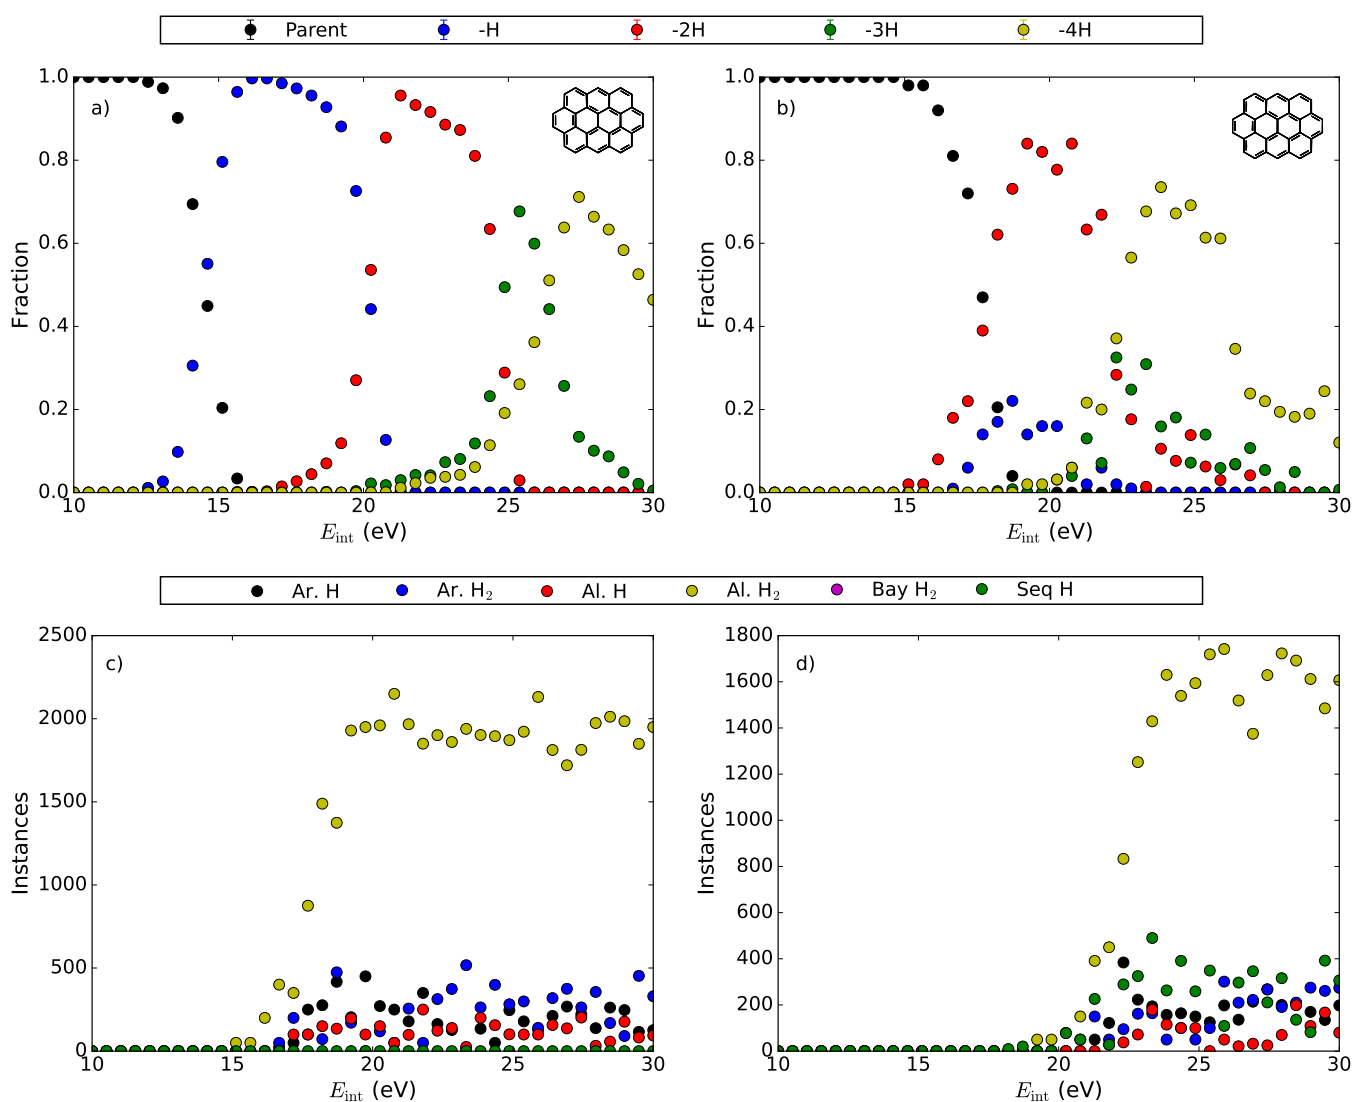 Parent -H -2H -3H -4H
a)
1.0
0.8
0.6
0.4
0.2
0.0
Fraction
10 15 20 25 30
E_int (eV)
b)
1.0
0.8
0.6
0.4
0.2
0.0
Fraction
10 15 20 25 30
E_int (eV)
Ar. H Ar. H₂ Al. H Al. H₂ Bay H₂ Seq H
c)
2500
2000
1500
1000
500
0
Instances
10 15 20 25 30
E_int (eV)
d)
1800
1600
1400
1200
1000
800
600
400
200
0
Instances
10 15 20 25 30
E_int (eV)